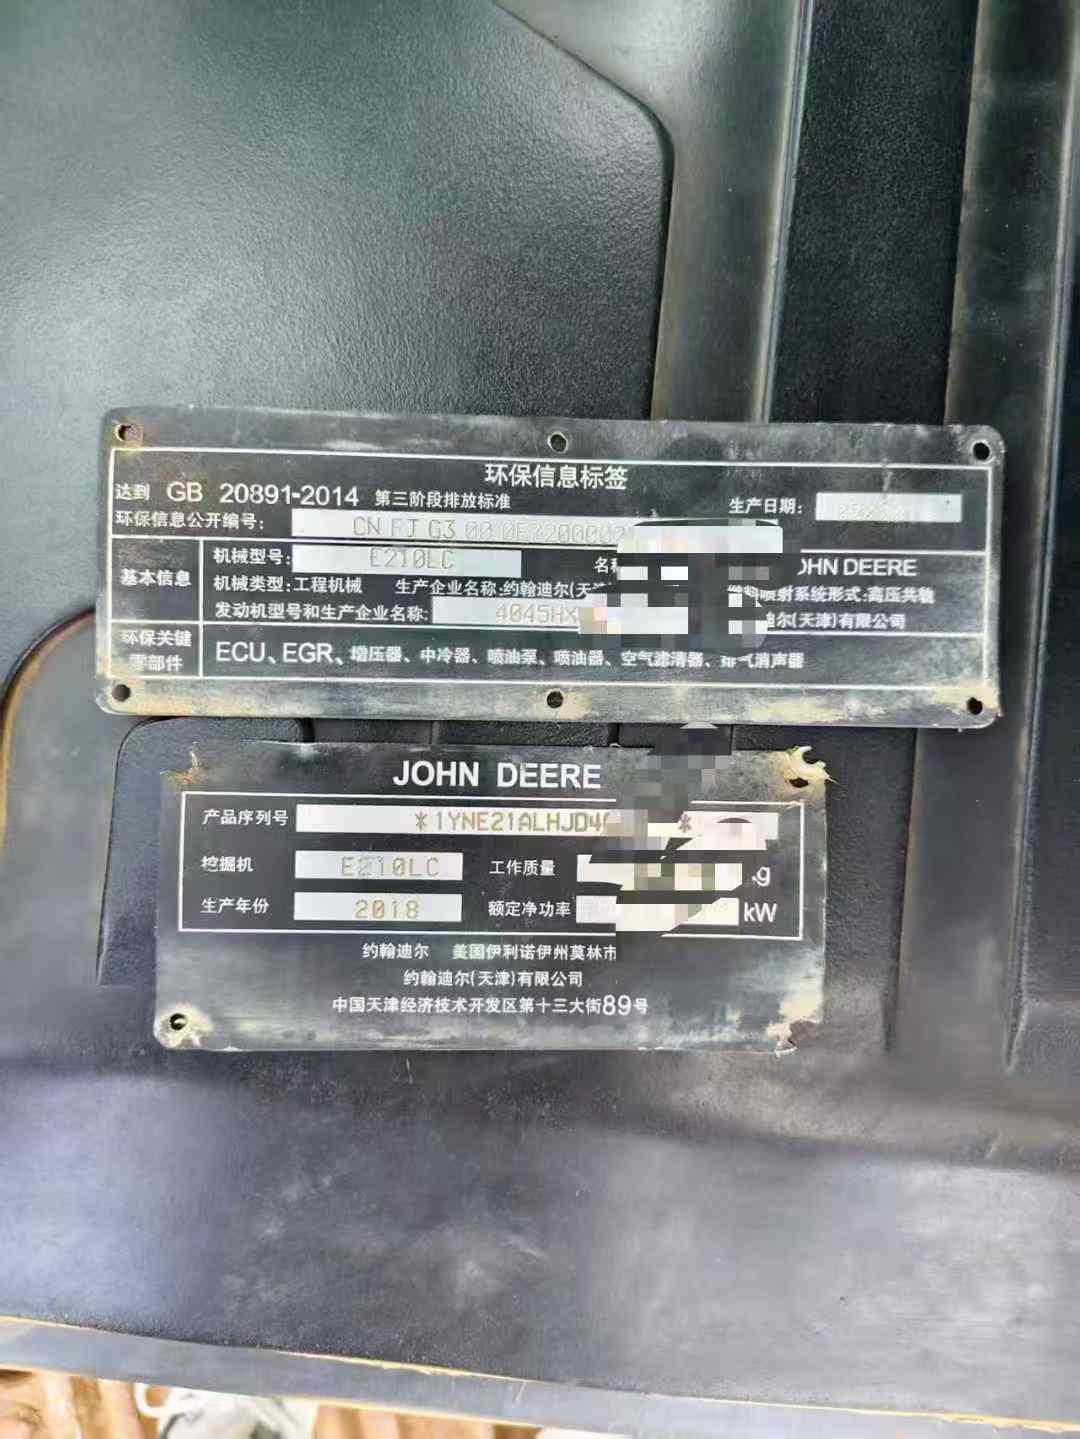 环保信息标签
达到 GB 20891-2014 第三阶段排放标准 生产日期:
环保信息公开编号: CN FJ G3 00
基本信息
机械型号: E210LC JOHN DEERE
机械类型:工程机械 生产企业名称:约翰迪尔(天津 喷射系统形式:高压共轨
发动机型号和生产企业名称: 4045HX 迪尔(天津)有限公司
环保关键零部件
ECU、EGR、增压器、中冷器、喷油泵、喷油器、空气滤清器、排气消声器
JOHN DEERE
产品序列号 *1YNE21ALHJD4 *
挖掘机 E210LC 工作质量 kg
生产年份 2018 额定净功率 kW
约翰迪尔 美国伊利诺伊州莫林市
约翰迪尔(天津)有限公司
中国天津经济技术开发区第十三大街89号